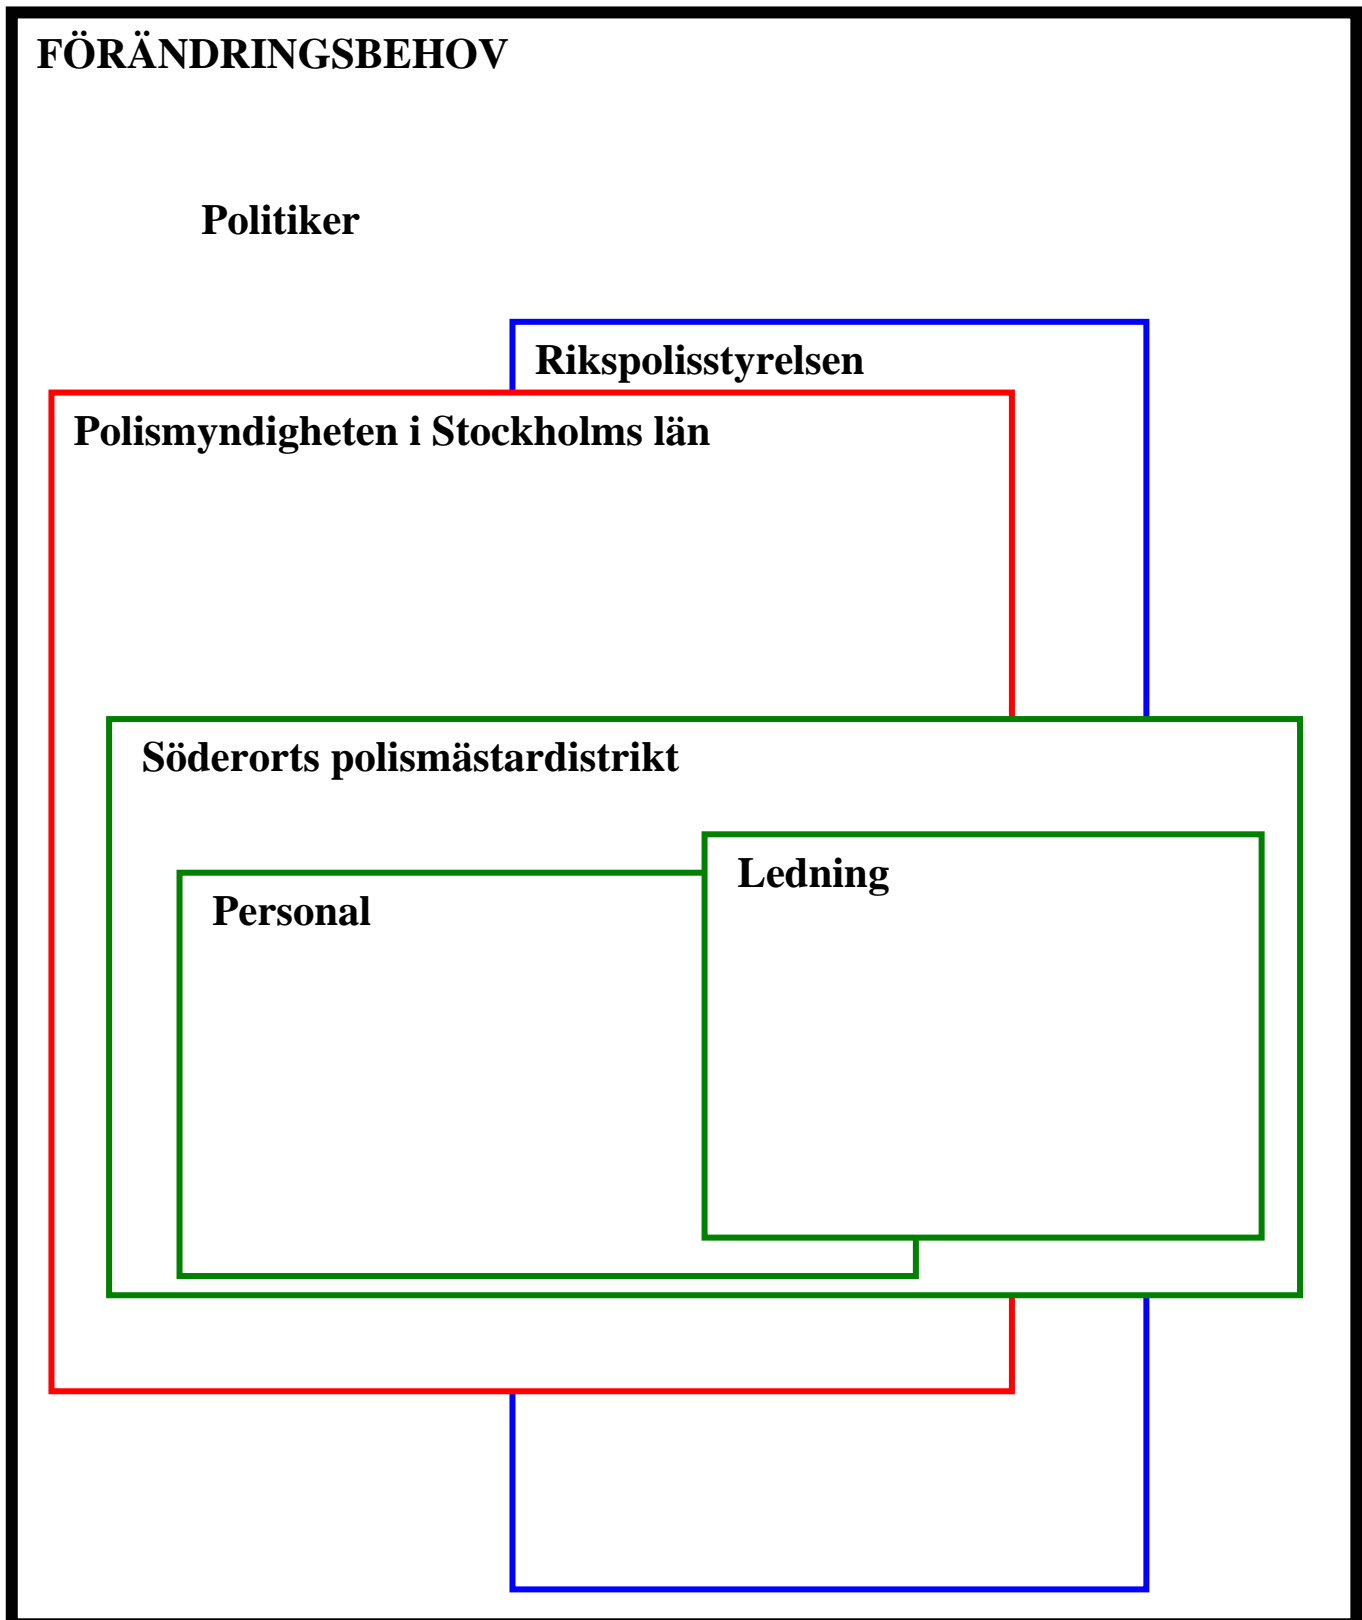 FÖRÄNDRINGSBEHOV
Politiker
Rikspolisstyrelsen
Polismyndigheten i Stockholms län
Söderorts polismästardistrikt
Ledning
Personal